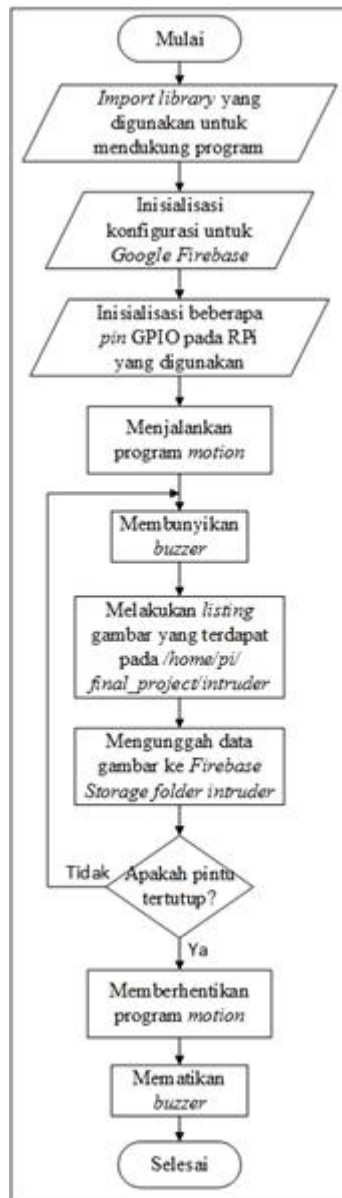 Mulai
Import library yang
digunakan untuk
mendukung program
Inisialisasi
konfigurasi untuk
Google Firebase
Inisialisasi beberapa
pin GPIO pada RPi
yang digunakan
Menjalankan
program motion
Membunyikan
buzzer
Melakukan listing
gambar yang terdapat
pada /home/pi/
final_project/intruder
Mengunggah data
gambar ke Firebase
Storage folder intruder
Tidak
Apakah pintu
tertutup?
Ya
Memberhentikan
program motion
Mematikan
buzzer
Selesai